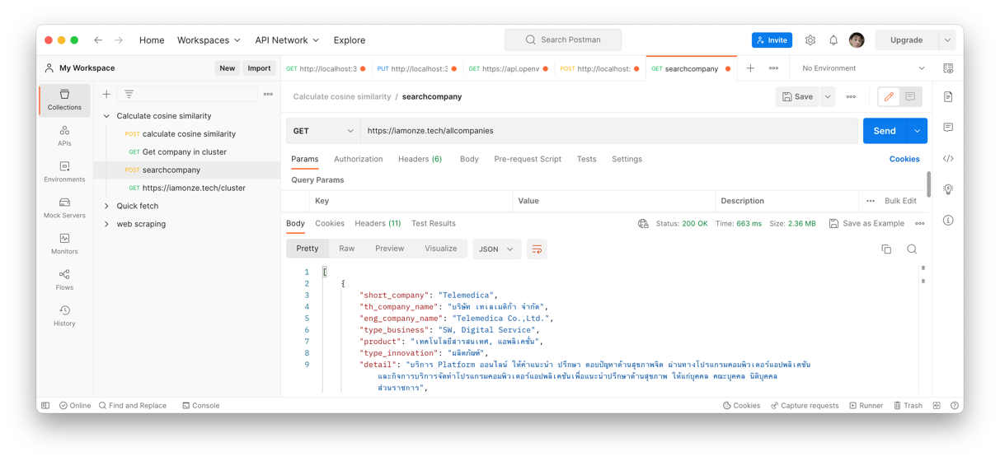 Home Workspaces API Network Explore
Search Postman
Invite
Upgrade
My Workspace
New Import
GET http://localhost:3
PUT http://localhost:3
GET https://api.openv
POST http://localhost:
GET searchcompany
No Environment
Collections
APIs
Environments
Mock Servers
Monitors
Flows
History
Calculate cosine similarity
POST calculate cosine similarity
GET Get company in cluster
POST searchcompany
GET https://iamonze.tech/cluster
Quick fetch
web scraping
Calculate cosine similarity / searchcompany
Save
GET https://iamonze.tech/allcompanies
Send
Params Authorization Headers (6) Body Pre-request Script Tests Settings
Cookies
Query Params
Key Value Description
Bulk Edit
Body Cookies Headers (11) Test Results
Status: 200 OK Time: 663 ms Size: 2.36 MB
Save as Example
Pretty Raw Preview Visualize JSON
1 [
2 {
3 "short_company": "Telemedica",
4 "th_company_name": "บริษัท เทเลเมดิก้า จำกัด",
5 "eng_company_name": "Telemedica Co.,Ltd.",
6 "type_business": "SW, Digital Service",
7 "product": "เทคโนโลยีสารสนเทศ, แอพลิเคชั่น",
8 "type_innovation": "ผลิตภัณฑ์",
9 "detail": "บริการ Platform ออนไลน์ ให้คำแนะนำ ปรึกษา ตอบปัญหาด้านสุขภาพจิต ผ่านทางโปรแกรมคอมพิวเตอร์แอปพลิเคชัน
และกิจการบริการจัดทำโปรแกรมคอมพิวเตอร์แอปพลิเคชันเพื่อแนะนำปรึกษาด้านสุขภาพ ให้แก่บุคคล คณะบุคคล นิติบุคคล
ส่วนราชการ",
Online Find and Replace Console
Cookies Capture requests Runner Trash